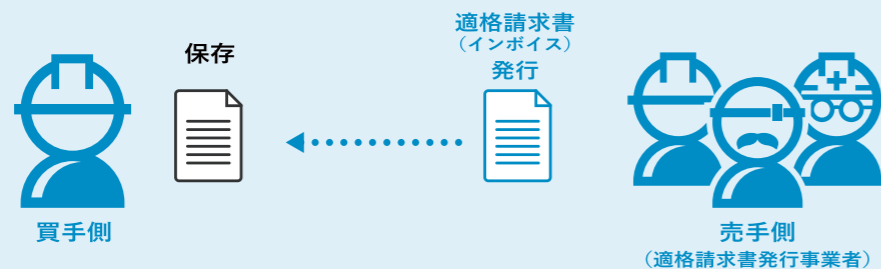 保存
適格請求書
（インボイス）
発行
買手側
売手側
（適格請求書発行事業者）